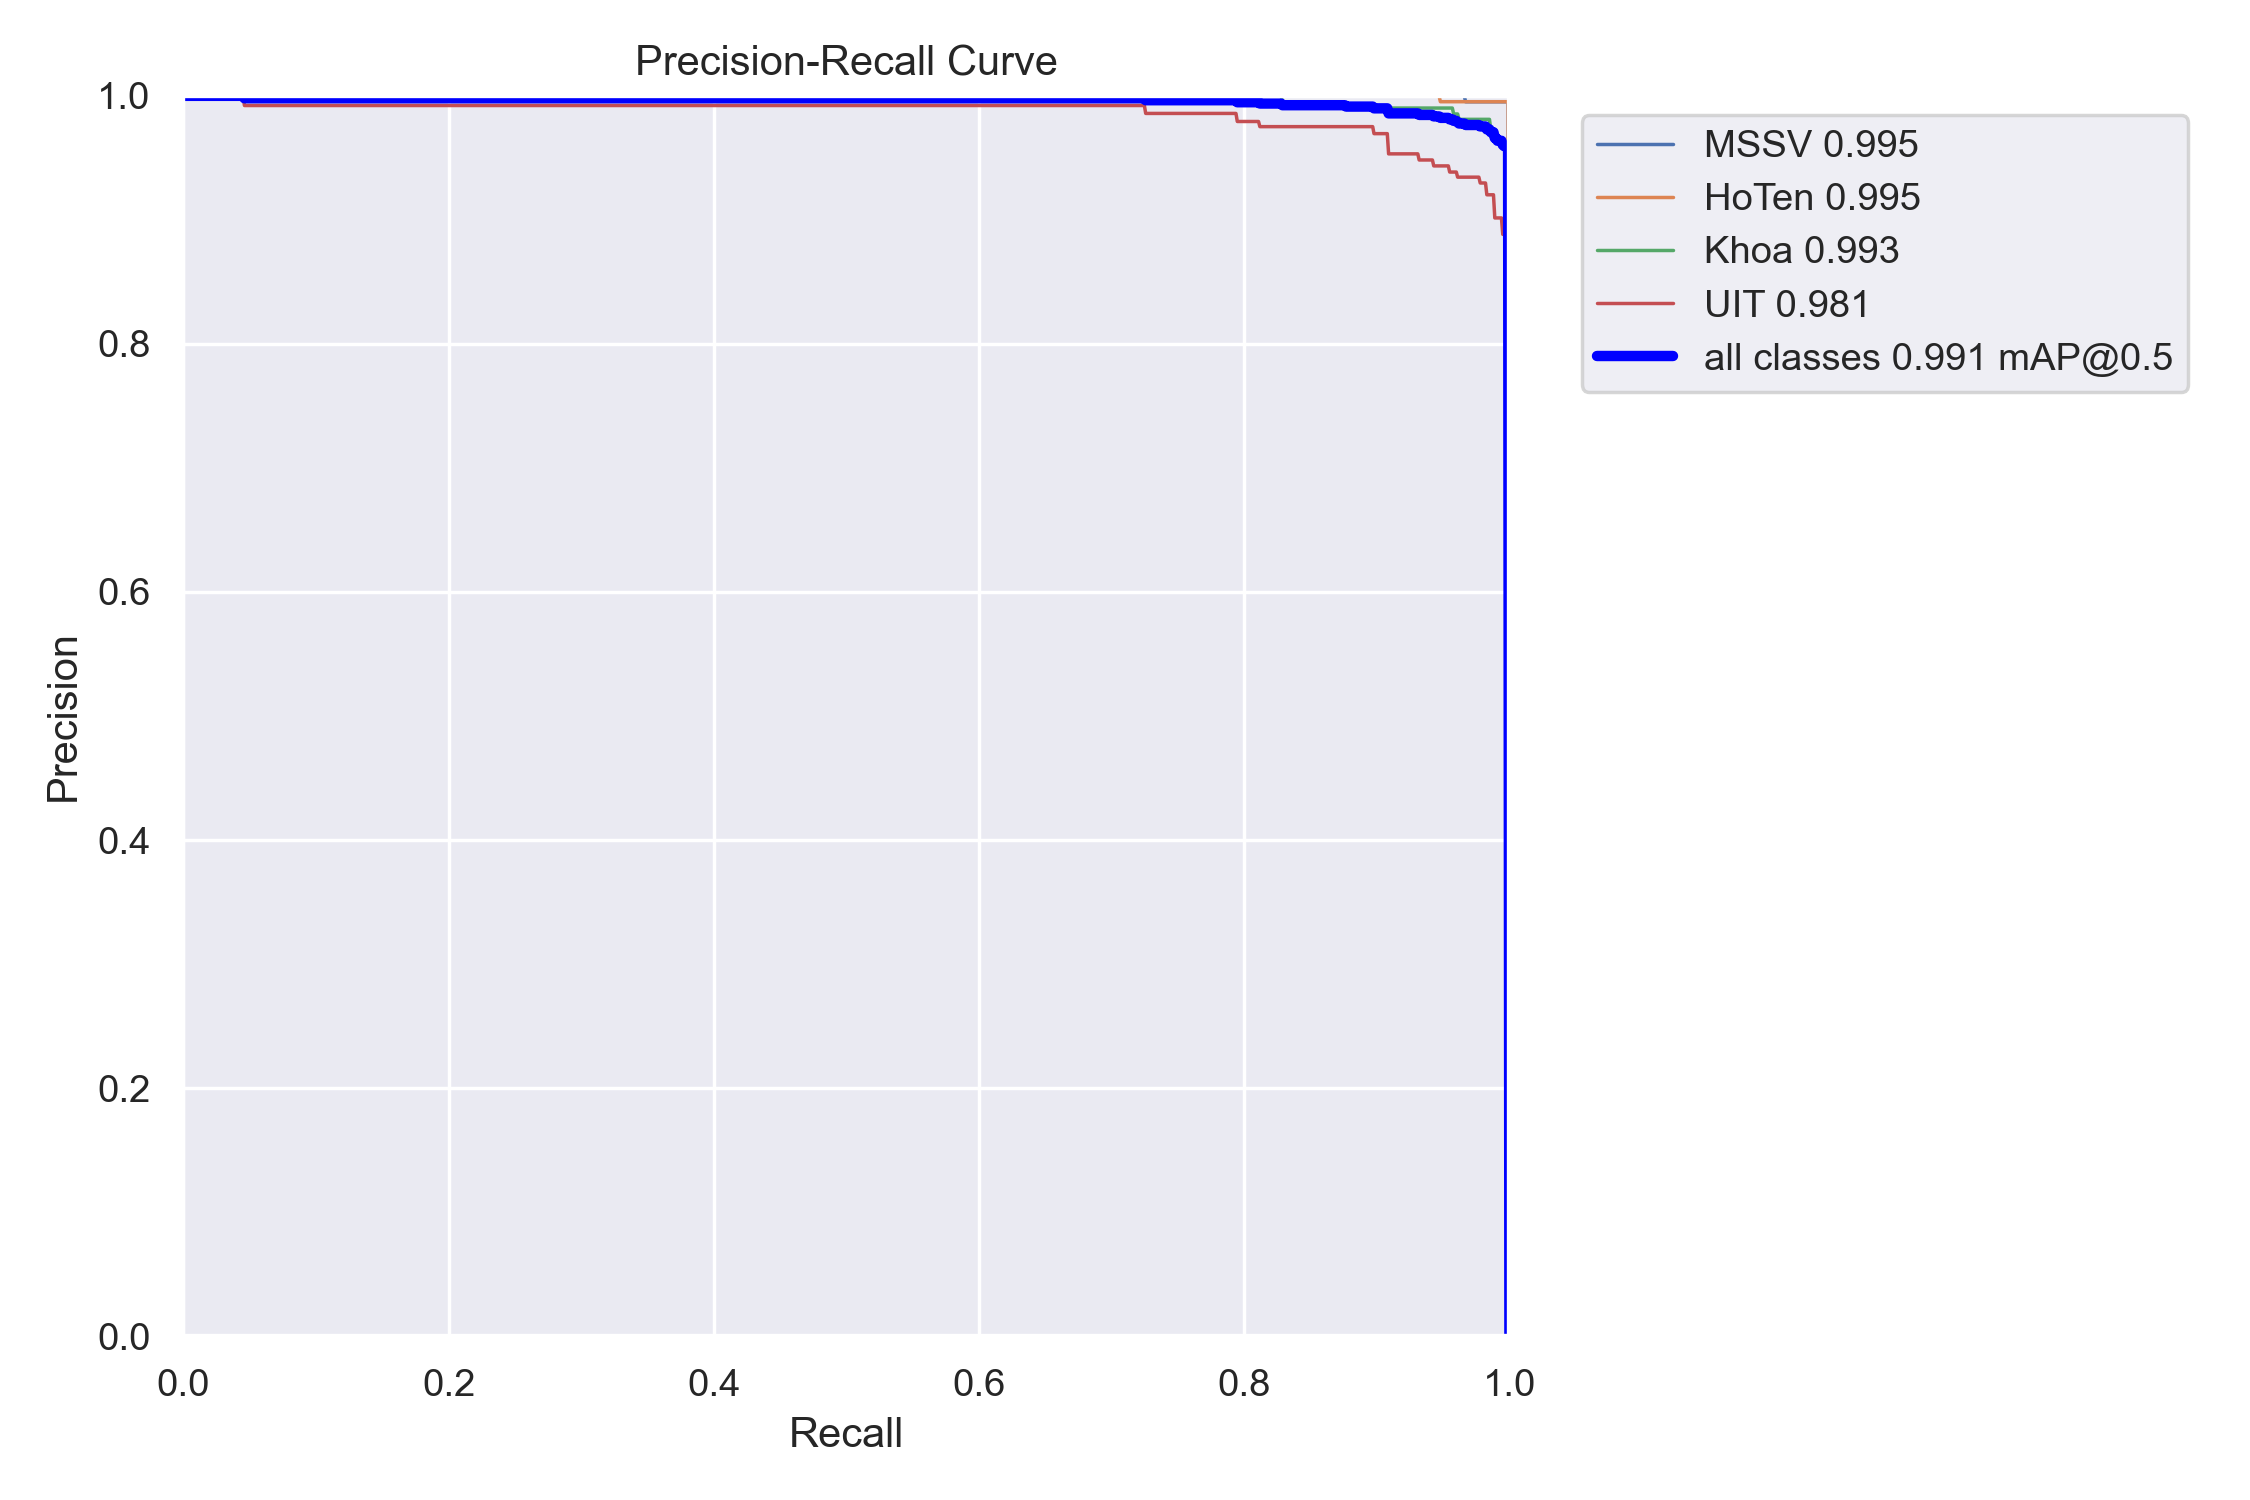 Precision-Recall Curve
1.0
0.8
0.6
0.4
0.2
0.0
Precision
0.0 0.2 0.4 0.6 0.8 1.0
Recall
MSSV 0.995
HoTen 0.995
Khoa 0.993
UIT 0.981
all classes 0.991 mAP@0.5